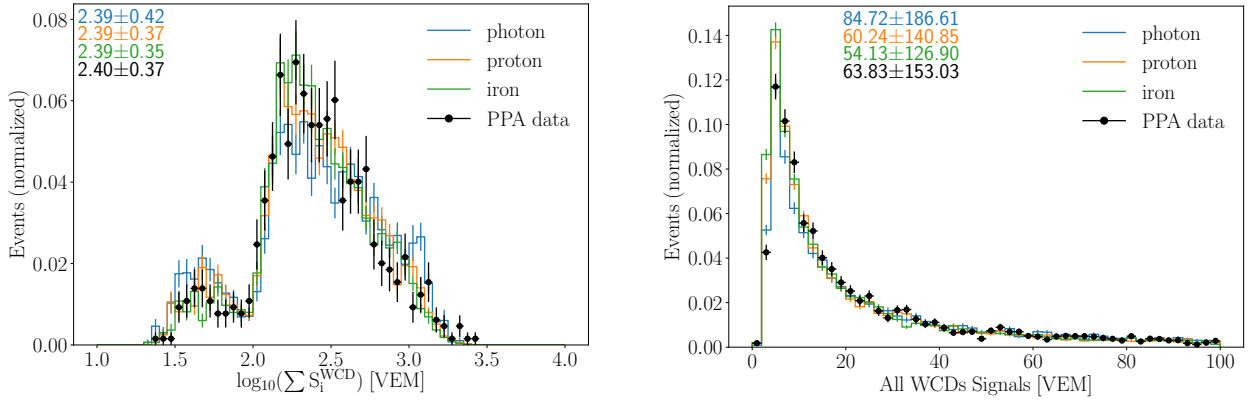 2.39±0.42
2.39±0.37
2.39±0.35
2.40±0.37
photon
proton
iron
PPA data
Events (normalized)
0.08
0.06
0.04
0.02
0.00
1.0 1.5 2.0 2.5 3.0 3.5 4.0
log₁₀(∑ Sᵢᵂᶜᴰ) [VEM]
84.72±186.61
60.24±140.85
54.13±126.90
63.83±153.03
photon
proton
iron
PPA data
Events (normalized)
0.14
0.12
0.10
0.08
0.06
0.04
0.02
0.00
0 20 40 60 80 100
All WCDs Signals [VEM]